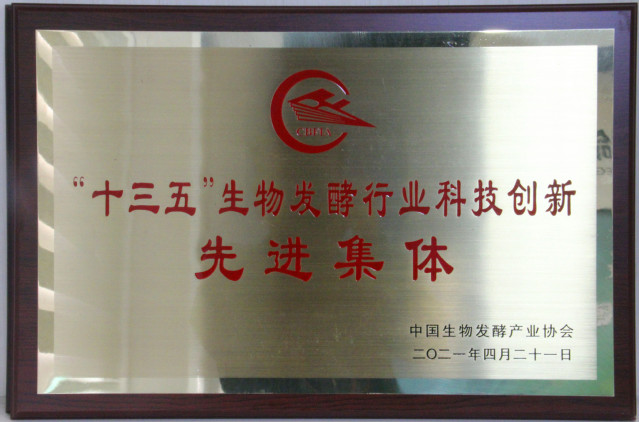 “十三五”生物发酵行业科技创新
先进集体
中国生物发酵产业协会
二〇二一年四月二十一日